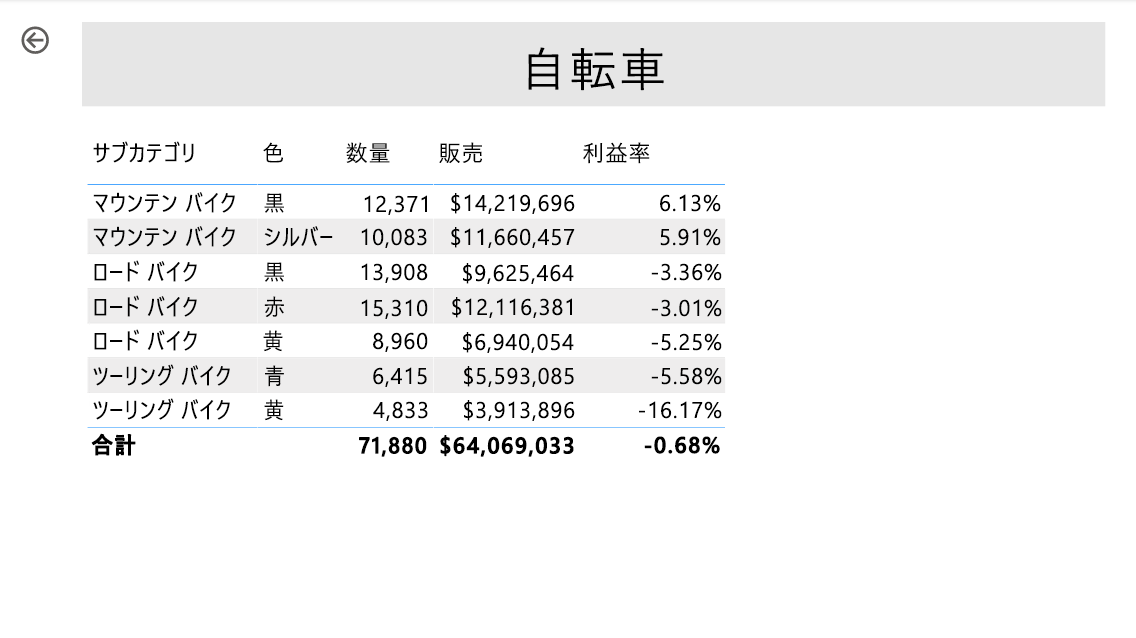 自転車
サブカテゴリ 色 数量 販売 利益率
マウンテン バイク 黒 12,371 $14,219,696 6.13%
マウンテン バイク シルバー 10,083 $11,660,457 5.91%
ロード バイク 黒 13,908 $9,625,464 -3.36%
ロード バイク 赤 15,310 $12,116,381 -3.01%
ロード バイク 黄 8,960 $6,940,054 -5.25%
ツーリング バイク 青 6,415 $5,593,085 -5.58%
ツーリング バイク 黄 4,833 $3,913,896 -16.17%
合計 71,880 $64,069,033 -0.68%